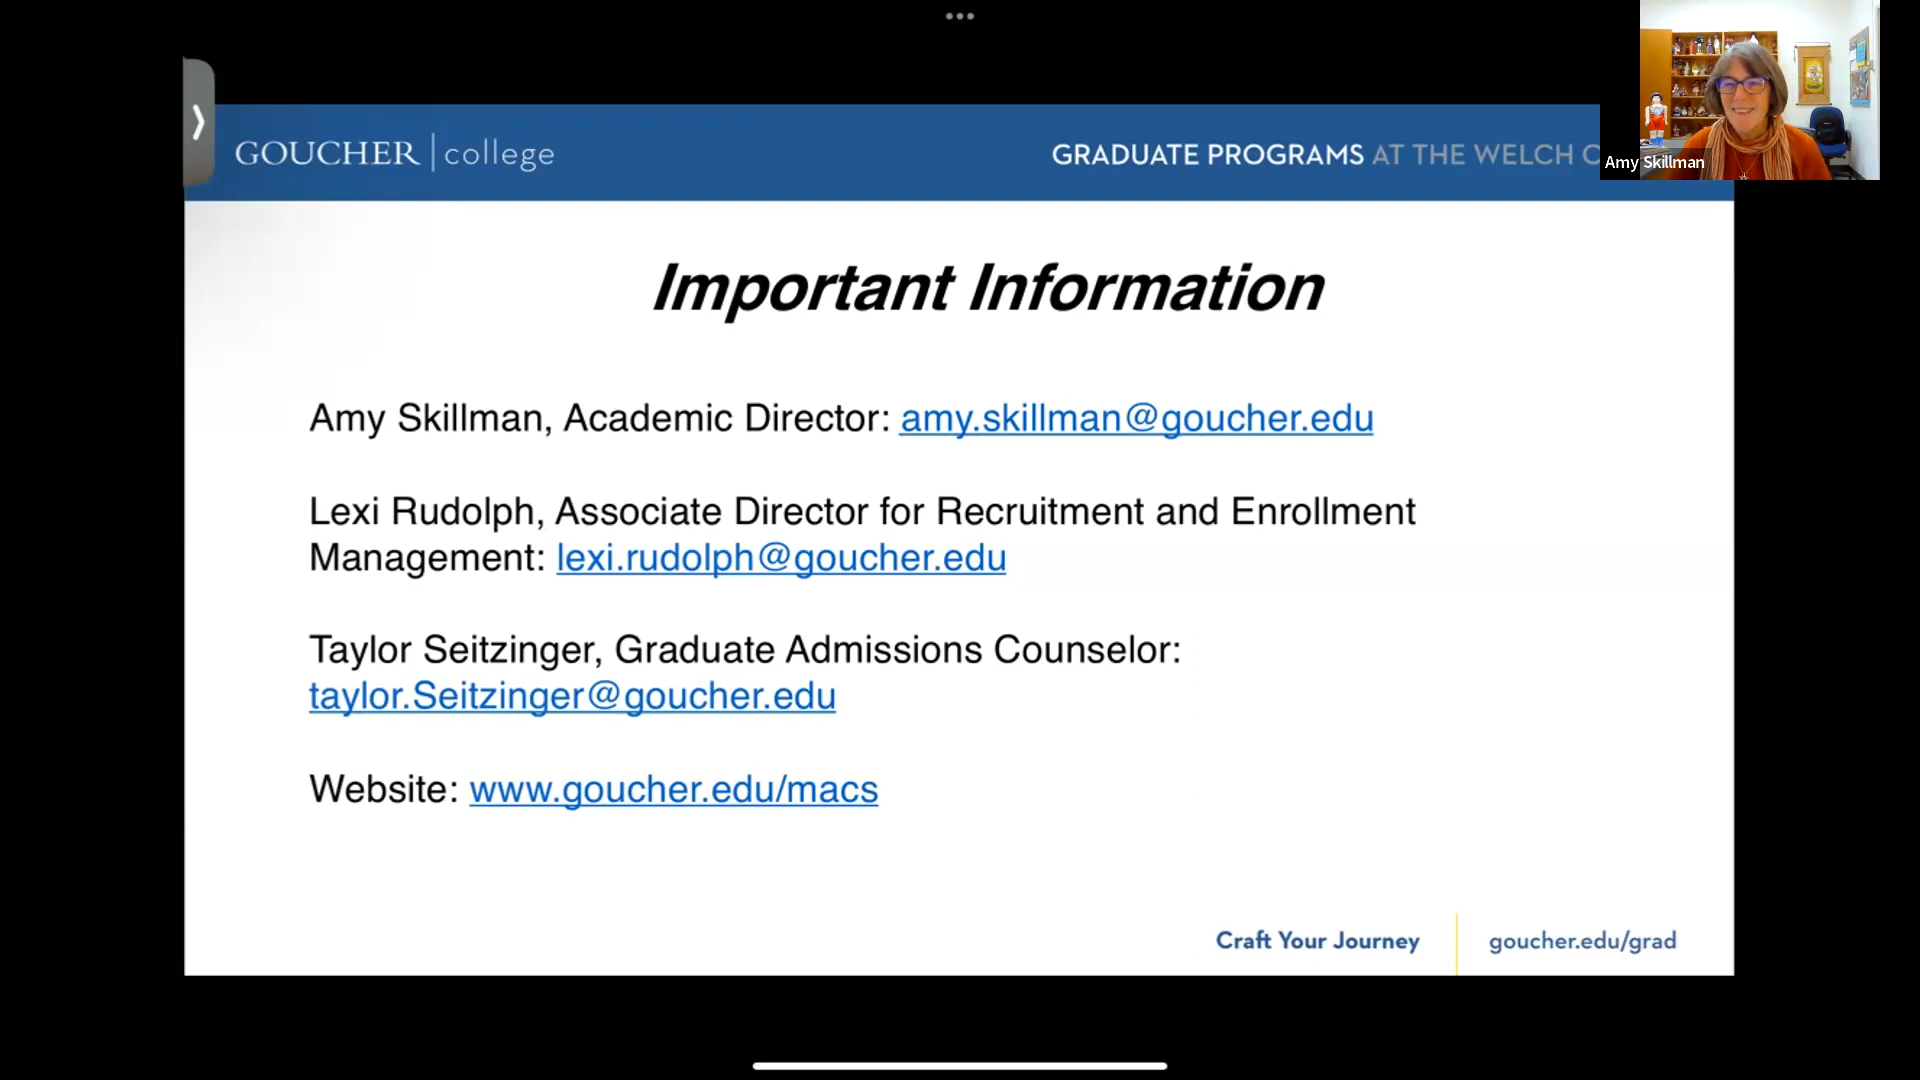 GOUCHER | college
GRADUATE PROGRAMS AT THE WELCH
Amy Skillman
Important Information
Amy Skillman, Academic Director: amy.skillman@goucher.edu
Lexi Rudolph, Associate Director for Recruitment and Enrollment
Management: lexi.rudolph@goucher.edu
Taylor Seitzinger, Graduate Admissions Counselor:
taylor.Seitzinger@goucher.edu
Website: www.goucher.edu/macs
Craft Your Journey
goucher.edu/grad